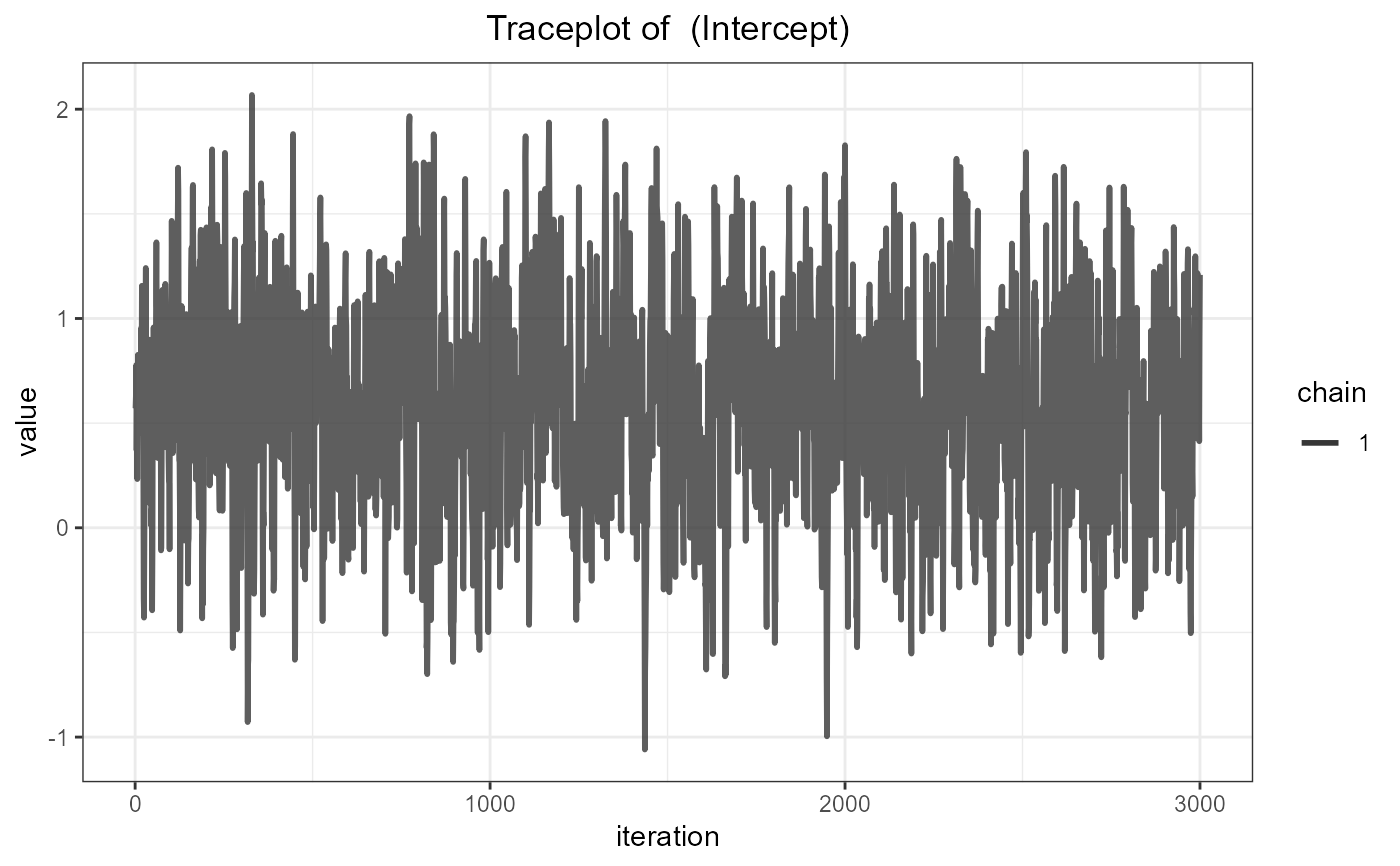 Traceplot of  (Intercept)
2
1
0
-1
value
0 1000 2000 3000
iteration
chain
1